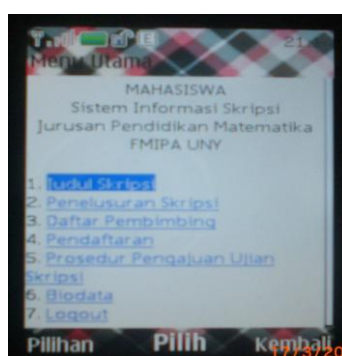 21
Menu Utama
MAHASISWA
Sistem Informasi Skripsi
Jurusan Pendidikan Matematika
FMIPA UNY
1. Judul Skripsi
2. Penelusuran Skripsi
3. Daftar Pembimbing
4. Pendaftaran
5. Prosedur Pengajuan Ujian
Skripsi
6. Biodata
7. Logout
Pilihan Pilih Kembali